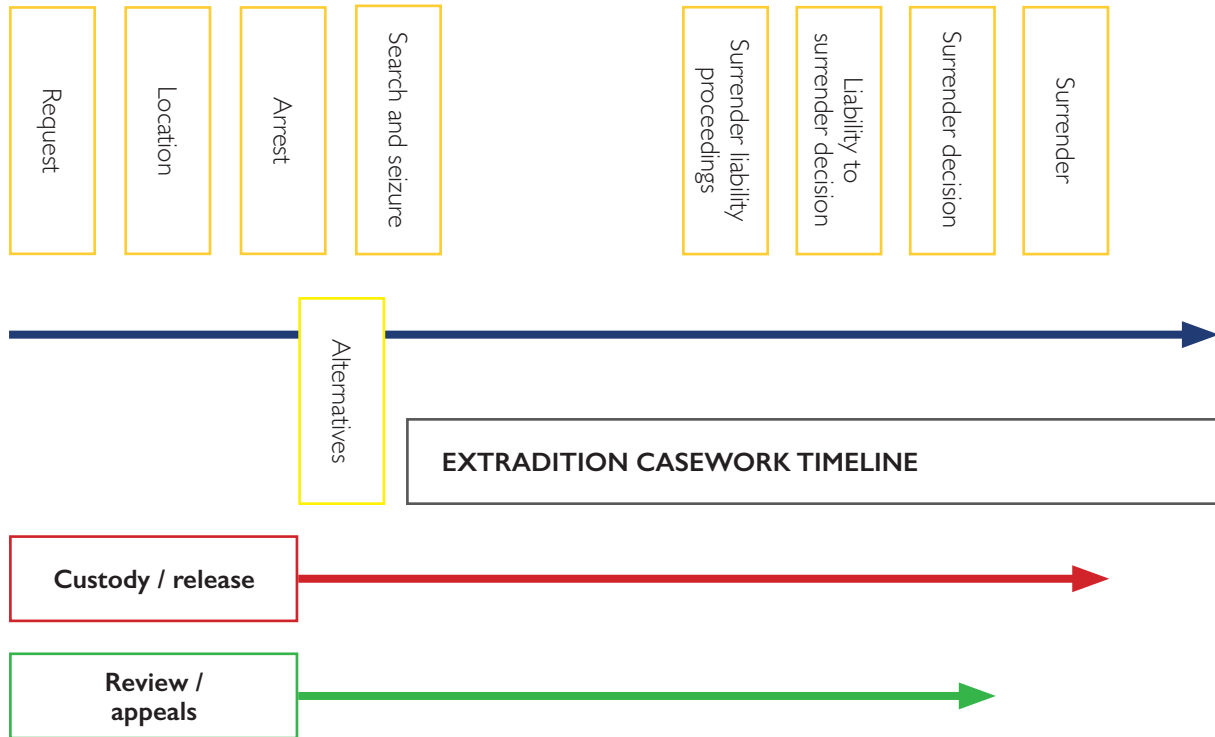 Request
Location
Arrest
Search and seizure
Surrender liability
proceedings
Liability to
surrender decision
Surrender decision
Surrender
Alternatives
EXTRADITION CASEWORK TIMELINE
Custody / release
Review /
appeals